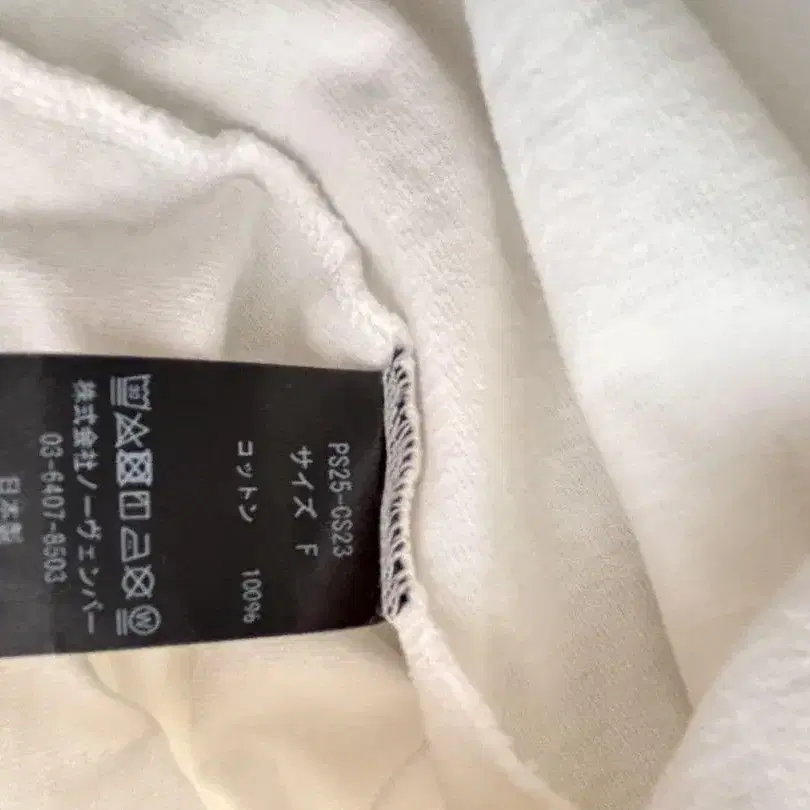 PS25-CS23
サイズ F
コットン 100%
株式会社ノーヴェンバー
03-6407-8503
日本製